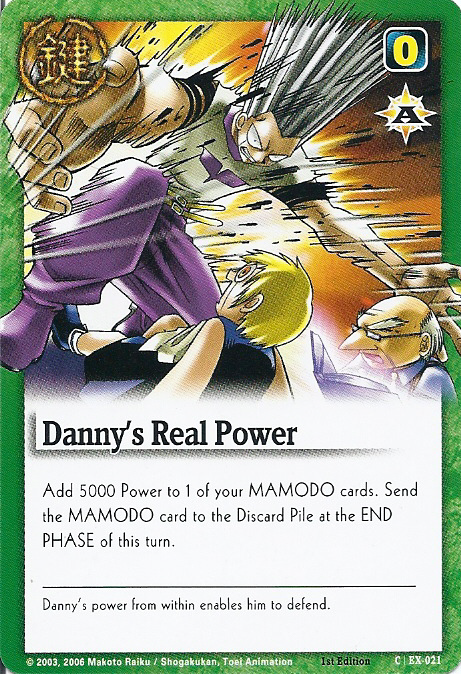 鍵
0
A
Danny's Real Power
Add 5000 Power to 1 of your MAMODO cards. Send
the MAMODO card to the Discard Pile at the END
PHASE of this turn.
Danny's power from within enables him to defend.
© 2003, 2006 Makoto Raiku / Shogakukan, Toei Animation 1st Edition C | EX-021